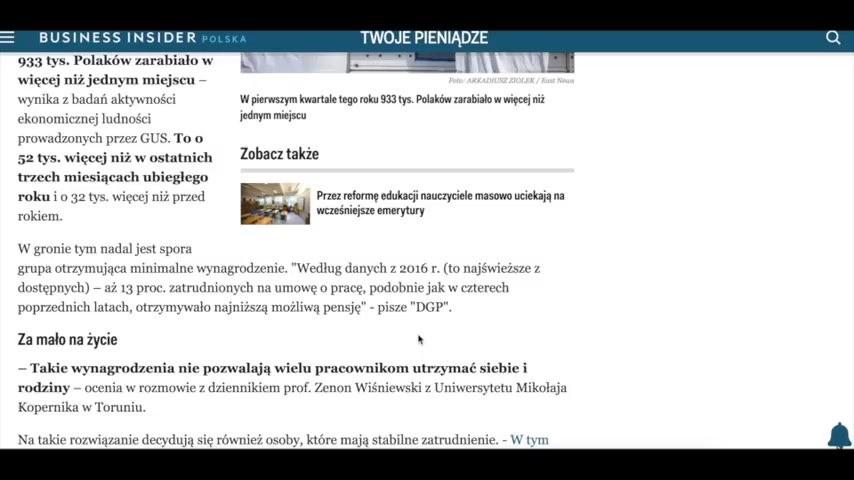 BUSINESS INSIDER POLSKA
TWOJE PIENIĄDZE
933 tys. Polaków zarabiało w
więcej niż jednym miejscu –
wynika z badań aktywności
ekonomicznej ludności
prowadzonych przez GUS. To o
52 tys. więcej niż w ostatnich
trzech miesiącach ubiegłego
roku i o 32 tys. więcej niż przed
rokiem.
Foto: ARKADIUSZ ZIOLEK / East News
W pierwszym kwartale tego roku 933 tys. Polaków zarabiało w więcej niż
jednym miejscu
Zobacz także
Przez reformę edukacji nauczyciele masowo uciekają na
wcześniejsze emerytury
W gronie tym nadal jest spora
grupa otrzymująca minimalne wynagrodzenie. "Według danych z 2016 r. (to najświeższe z
dostępnych) – aż 13 proc. zatrudnionych na umowę o pracę, podobnie jak w czterech
poprzednich latach, otrzymywało najniższą możliwą pensję" - pisze "DGP".
Za mało na życie
– Takie wynagrodzenia nie pozwalają wielu pracownikom utrzymać siebie i
rodziny – ocenia w rozmowie z dziennikiem prof. Zenon Wiśniewski z Uniwersytetu Mikołaja
Kopernika w Toruniu.
Na takie rozwiązanie decydują się również osoby, które mają stabilne zatrudnienie. - W tym